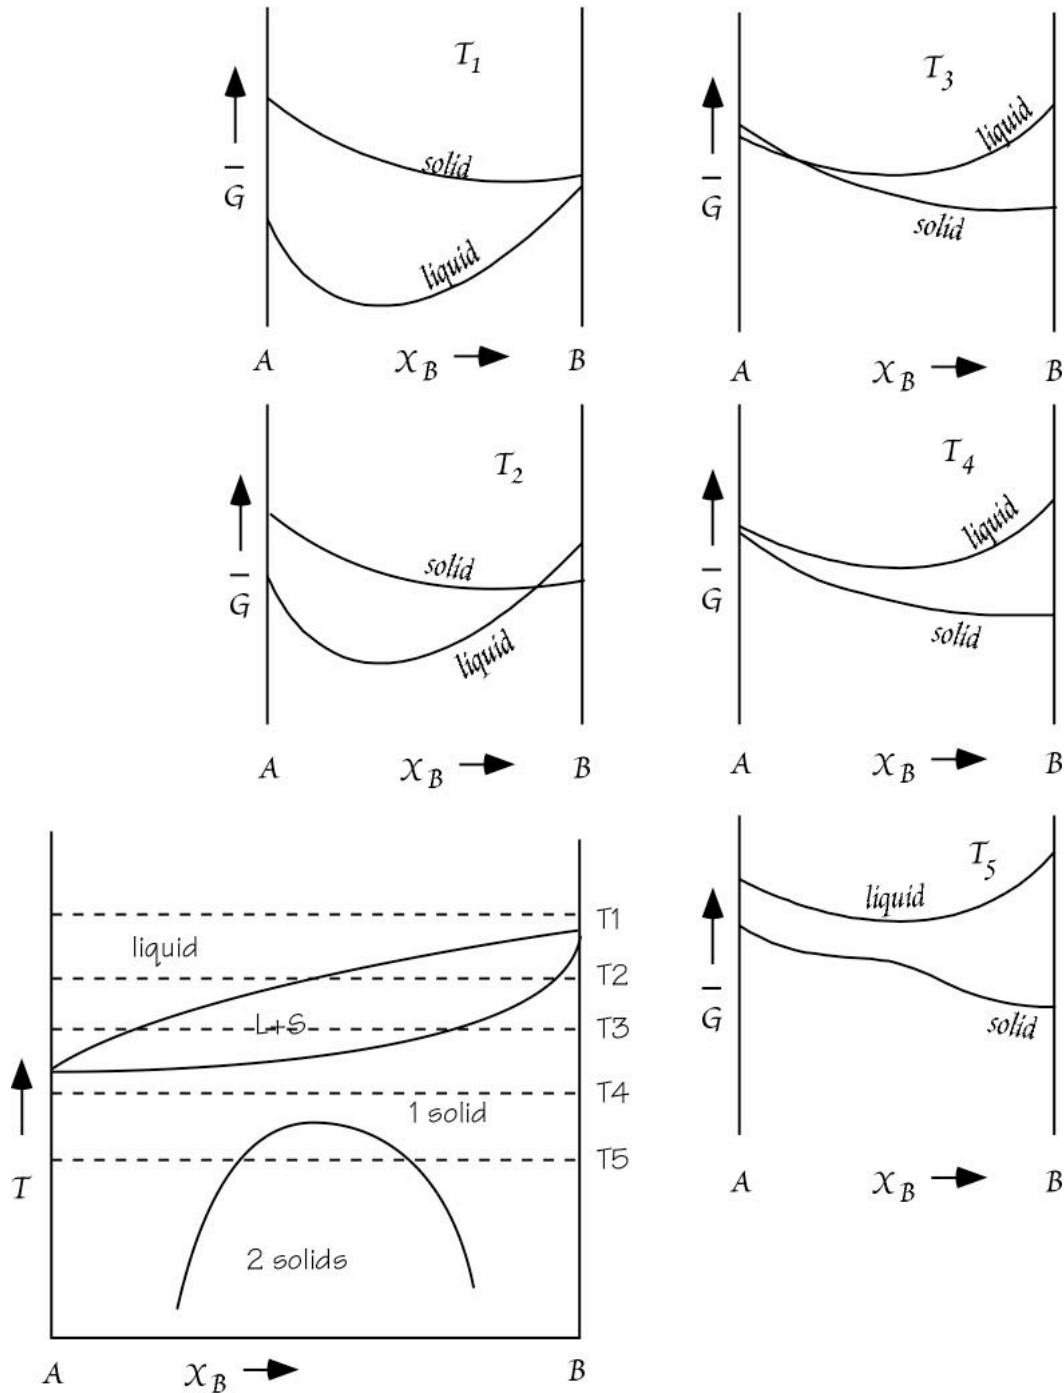 T1
solid
G
liquid
A XB B
T3
liquid
G
solid
A XB B
T2
solid
G
liquid
A XB B
T4
liquid
G
solid
A XB B
T5
liquid
G
solid
A XB B
T1
liquid
T2
L+S
T3
T4
1 solid
T5
T
2 solids
A XB B